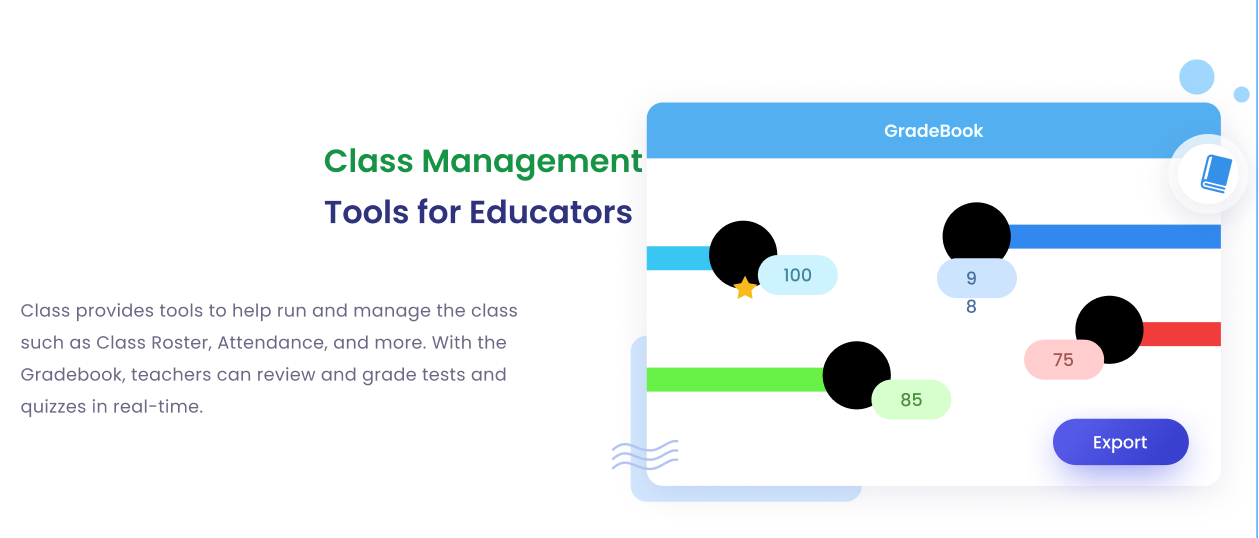 Class Management
Tools for Educators
Class provides tools to help run and manage the class
such as Class Roster, Attendance, and more. With the
Gradebook, teachers can review and grade tests and
quizzes in real-time.
GradeBook
100
9
8
75
85
Export